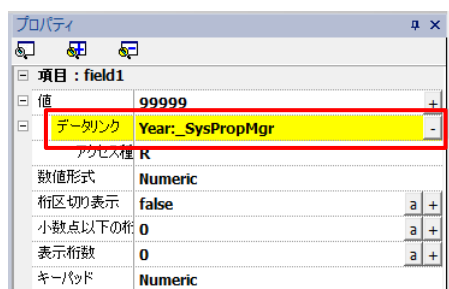 プロパティ
項目 : field1
値 99999 +
データリンク Year:_SysPropMgr -
アクセス種 R
数値形式 Numeric
桁区切り表示 false a +
小数点以下の桁 0 a +
表示桁数 0 a +
キーパッド Numeric